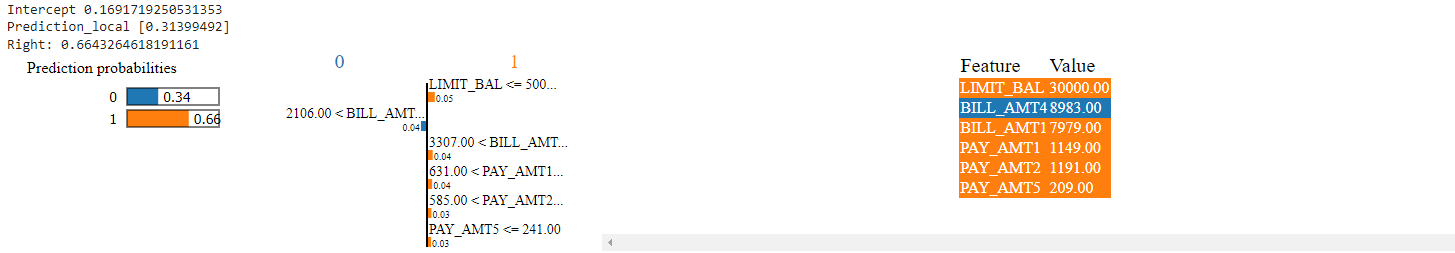 Intercept 0.1691719250531353
Prediction_local [0.31399492]
Right: 0.6643264618191161
Prediction probabilities
0 0.34
1 0.66
0 1
LIMIT_BAL <= 500...
0.05
2106.00 < BILL_AMT...
0.04
3307.00 < BILL_AMT...
0.04
631.00 < PAY_AMT1...
0.04
585.00 < PAY_AMT2...
0.03
PAY_AMT5 <= 241.00
0.03
Feature Value
LIMIT_BAL 30000.00
BILL_AMT4 8983.00
BILL_AMT1 7979.00
PAY_AMT1 1149.00
PAY_AMT2 1191.00
PAY_AMT5 209.00